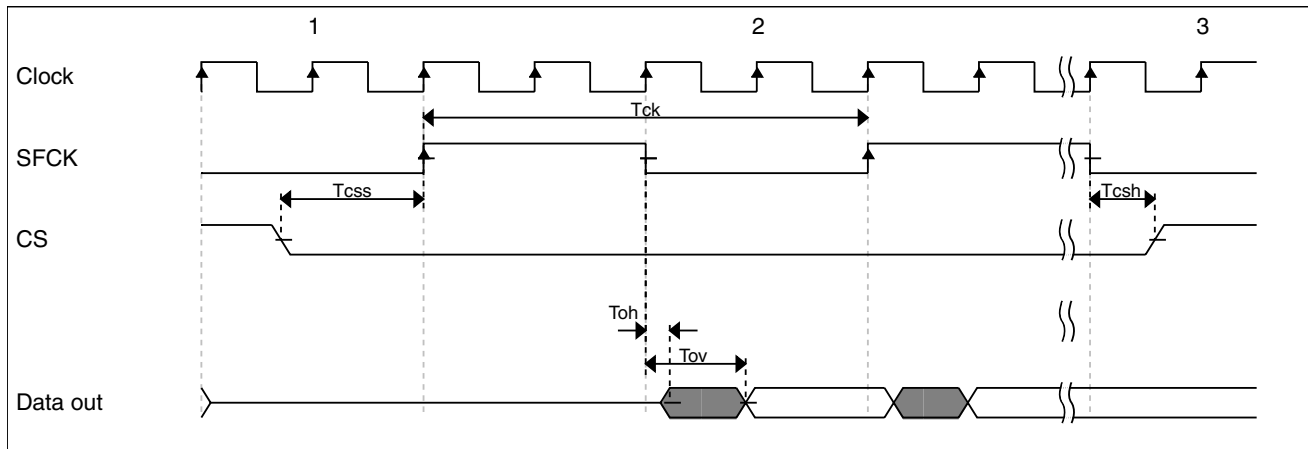 1 2 3
Clock
Tck
SFCK
Tcss Tcsh
CS
Toh
Tov
Data out